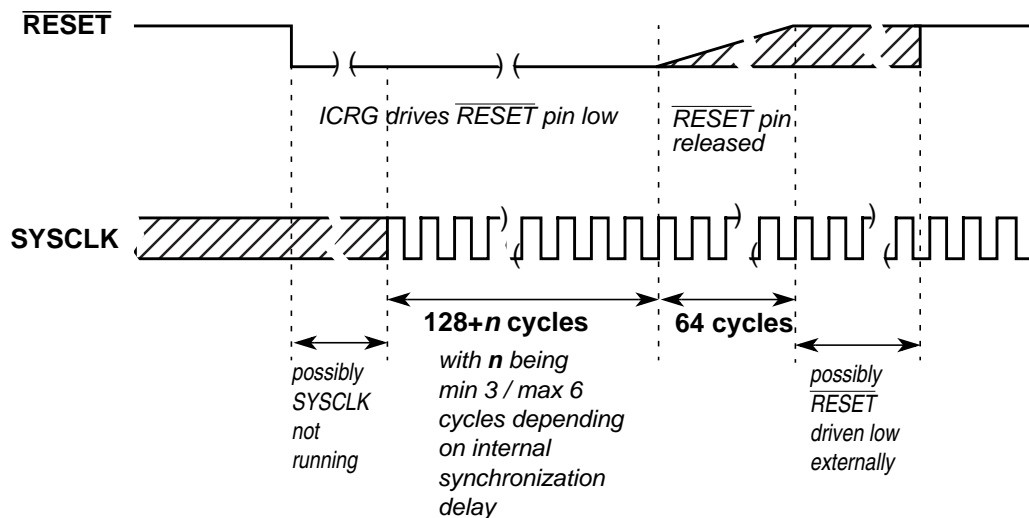 RESET
ICRG drives RESET pin low
RESET pin
released
SYSCLK
128+n cycles
with n being
min 3 / max 6
cycles depending
on internal
synchronization
delay
64 cycles
possibly
SYSCLK
not
running
possibly
RESET
driven low
externally